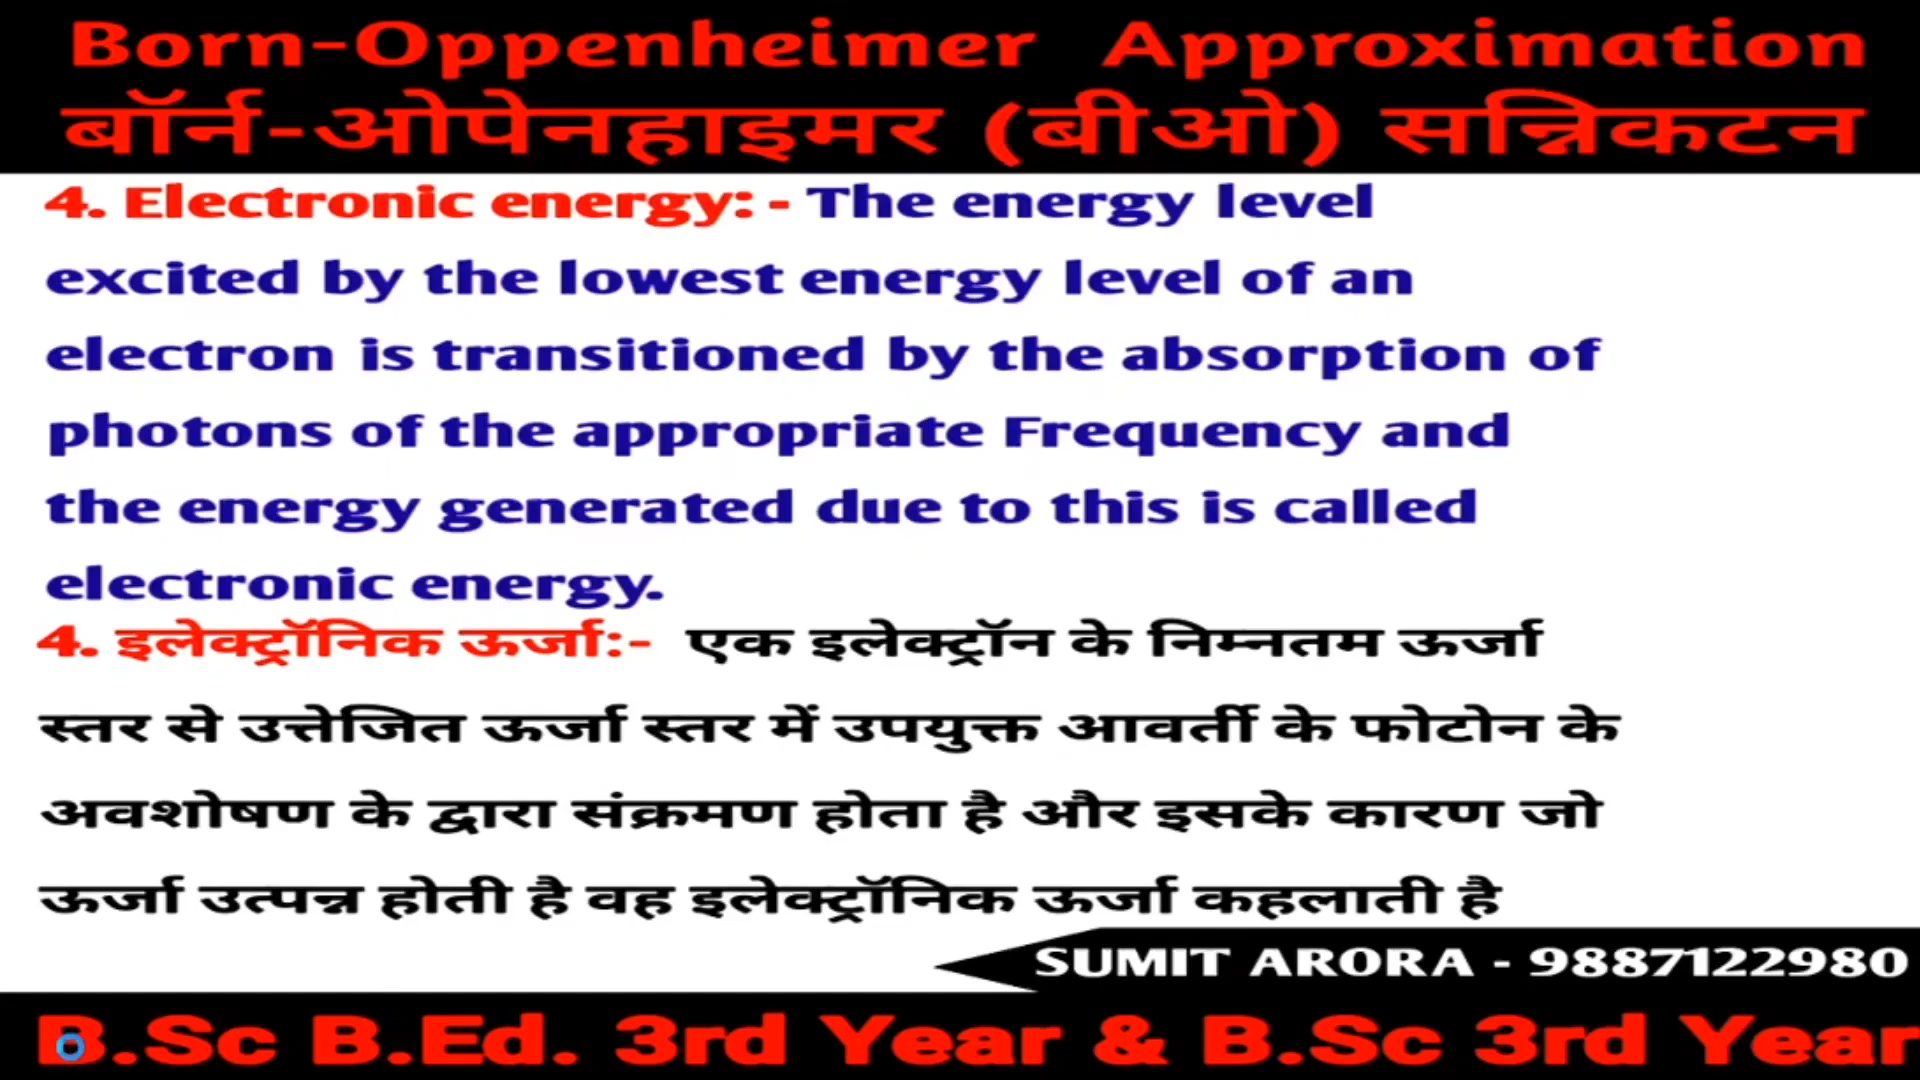 Born-Oppenheimer Approximation
बॉर्न-ओपेनहाइमर (बीओ) सन्निकटन
4. Electronic energy: - The energy level
excited by the lowest energy level of an
electron is transitioned by the absorption of
photons of the appropriate Frequency and
the energy generated due to this is called
electronic energy.
4. इलेक्ट्रॉनिक ऊर्जा:- एक इलेक्ट्रॉन के निम्नतम ऊर्जा
स्तर से उत्तेजित ऊर्जा स्तर में उपयुक्त आवर्ती के फोटोन के
अवशोषण के द्वारा संक्रमण होता है और इसके कारण जो
ऊर्जा उत्पन्न होती है वह इलेक्ट्रॉनिक ऊर्जा कहलाती है
SUMIT ARORA - 9887122980
B.Sc B.Ed. 3rd Year & B.Sc 3rd Year